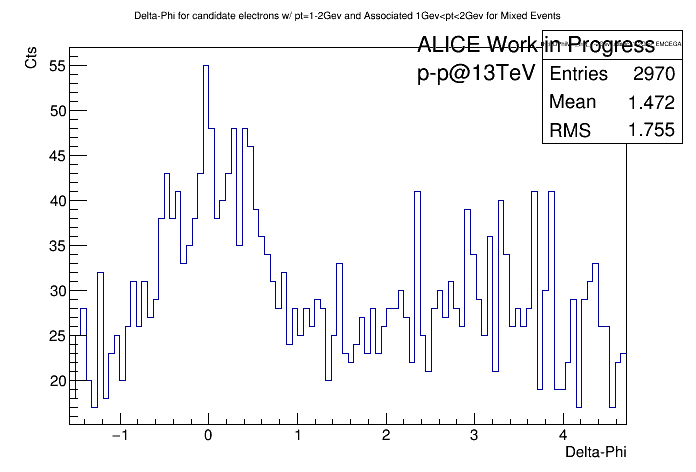 Delta-Phi for candidate electrons w/ pt=1-2Gev and Associated 1Gev<pt<2Gev for Mixed Events
Cts
ALICE Work in Progress
p-p@13TeV
EMCEGA
Entries 2970
Mean 1.472
RMS 1.755
55
50
45
40
35
30
25
20
−1 0 1 2 3 4
Delta-Phi